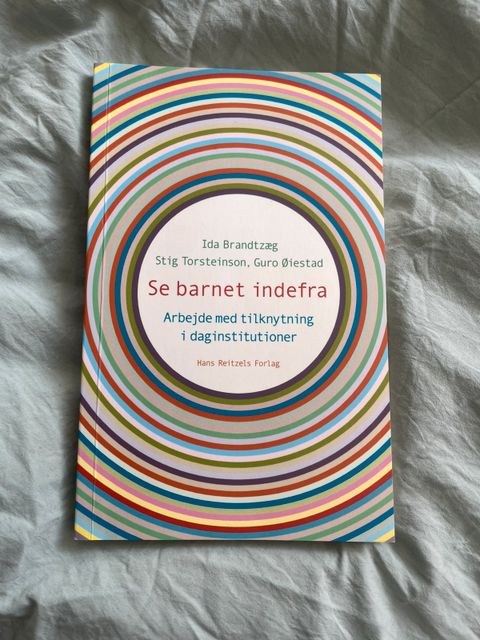 Ida Brandtzæg
Stig Torsteinson, Guro Øiestad
Se barnet indefra
Arbejde med tilknytning
i daginstitutioner
Hans Reitzels Forlag